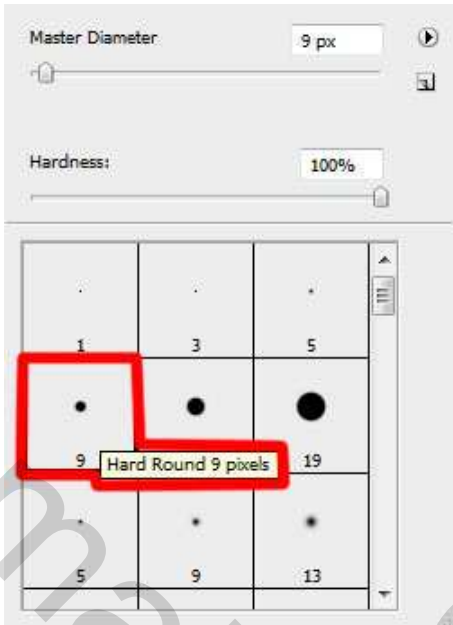 Master Diameter 9 px
Hardness: 100%
1 3 5
9 Hard Round 9 pixels 19
5 9 13